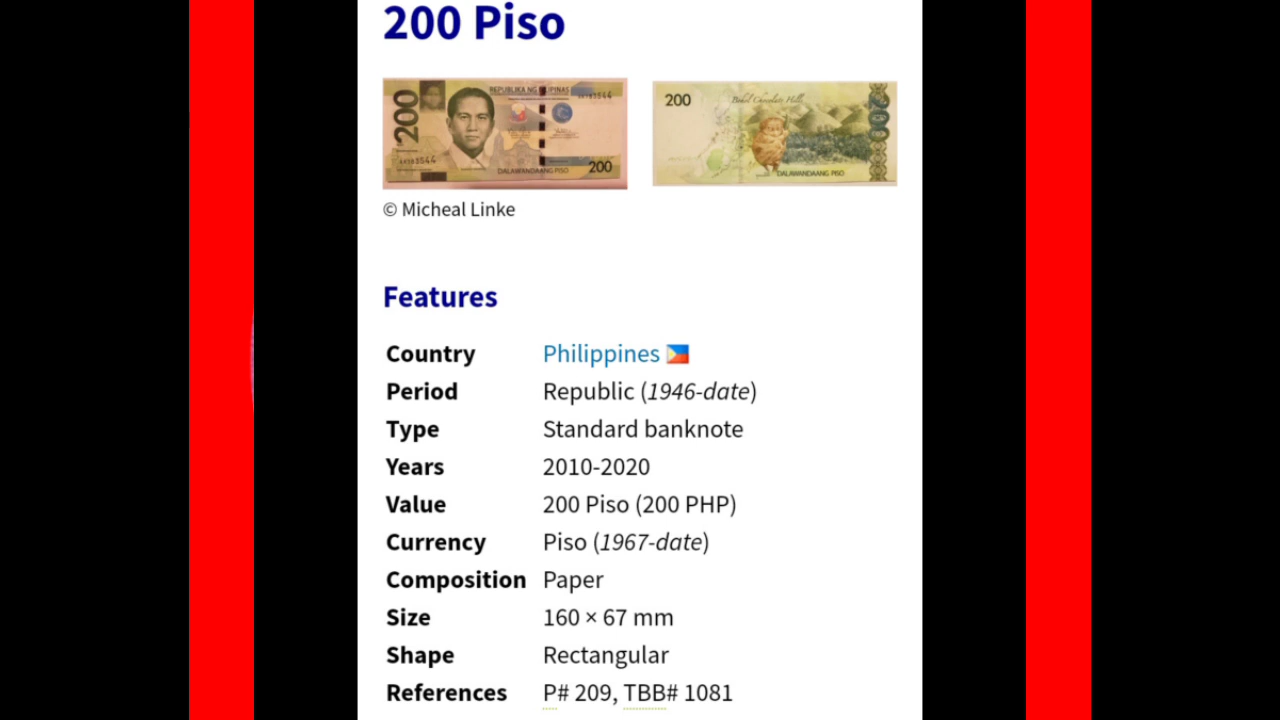 200 Piso
200
REPUBLIKA NG PILIPINAS
200
DALAWANDAANG PISO
200
Bohol Chocolate Hills
200
DALAWANDAANG PISO
© Micheal Linke
Features
Country Philippines
Period Republic (1946-date)
Type Standard banknote
Years 2010-2020
Value 200 Piso (200 PHP)
Currency Piso (1967-date)
Composition Paper
Size 160 × 67 mm
Shape Rectangular
References P# 209, TBB# 1081